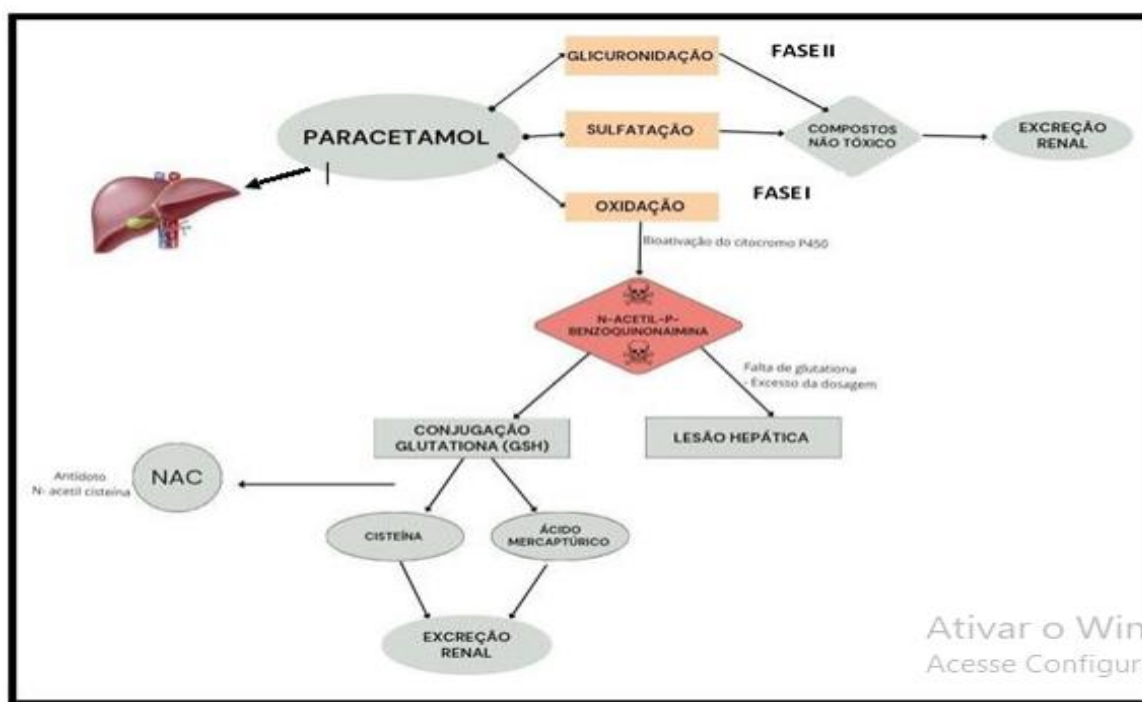 GLICURONIDAÇÃO
FASE II
PARACETAMOL
SULFATAÇÃO
COMPOSTOS
NÃO TÓXICO
EXCREÇÃO
RENAL
OXIDAÇÃO
FASE I
Bioativação do citocromo P450
N-ACETIL-P-
BENZOQUINONAIMINA
Falta de glutationa
- Excesso da dosagem
CONJUGAÇÃO
GLUTATIONA (GSH)
LESÃO HEPÁTICA
Antídoto
N- acetil cisteína
NAC
CISTEÍNA
ÁCIDO
MERCAPTÚRICO
EXCREÇÃO
RENAL
Ativar o Win
Acesse Configur